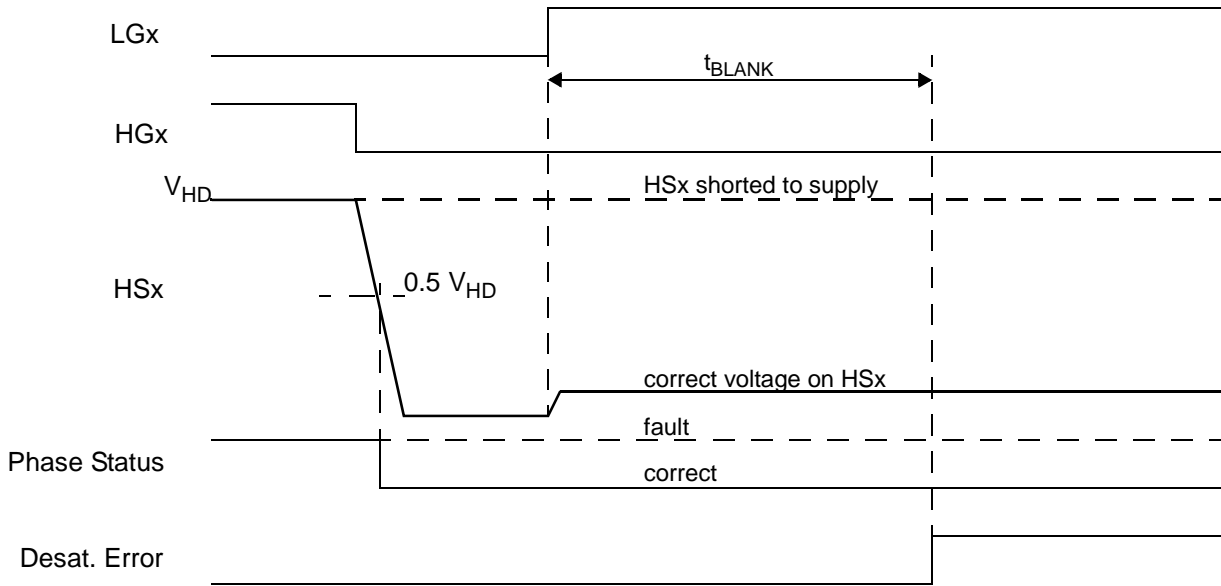 LGx
tBLANK
HGx
VHD
HSx shorted to supply
HSx
0.5 VHD
correct voltage on HSx
fault
Phase Status
correct
Desat. Error